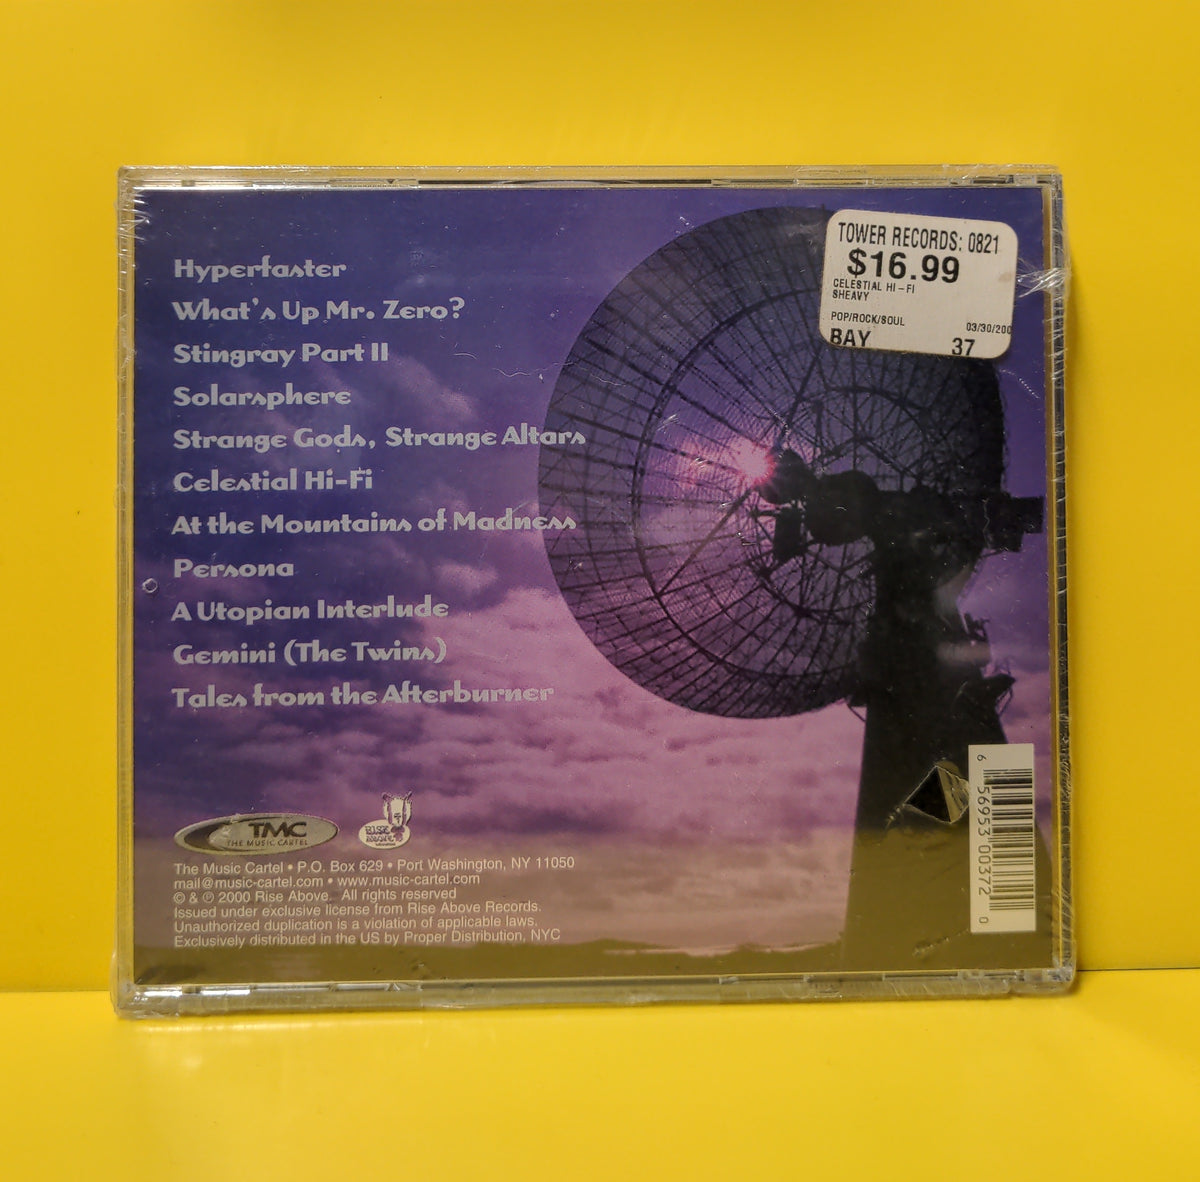 TOWER RECORDS: 0821
$16.99
CELESTIAL HI-FI
SHEAVY
POP/ROCK/SOUL
03/30/200
BAY 37
Hyperfaster
What's Up Mr. Zero?
Stingray Part II
Solarsphere
Strange Gods, Strange Altars
Celestial Hi-Fi
At the Mountains of Madness
Persona
A Utopian Interlude
Gemini (The Twins)
Tales from the Afterburner
TMC
THE MUSIC CARTEL
RISE
ABOVE
The Music Cartel • P.O. Box 629 • Port Washington, NY 11050
mail@music-cartel.com • www.music-cartel.com
© & ℗ 2000 Rise Above. All rights reserved
Issued under exclusive license from Rise Above Records.
Unauthorized duplication is a violation of applicable laws.
Exclusively distributed in the US by Proper Distribution, NYC
6 56953 00372 0